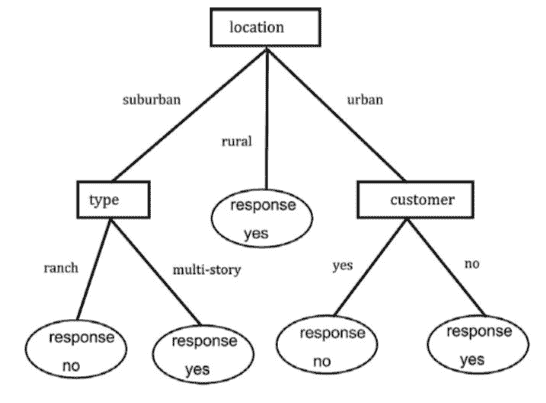 location
suburban
urban
rural
type
response
yes
customer
ranch
multi-story
yes
no
response
no
response
yes
response
no
response
yes